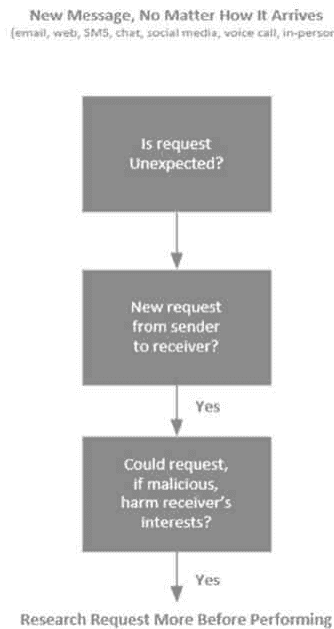 New Message, No Matter How It Arrives
(email, web, SMS, chat, social media, voice call, in-person
Is request
Unexpected?
New request
from sender
to receiver?
Yes
Could request,
if malicious,
harm receiver's
interests?
Yes
Research Request More Before Performing